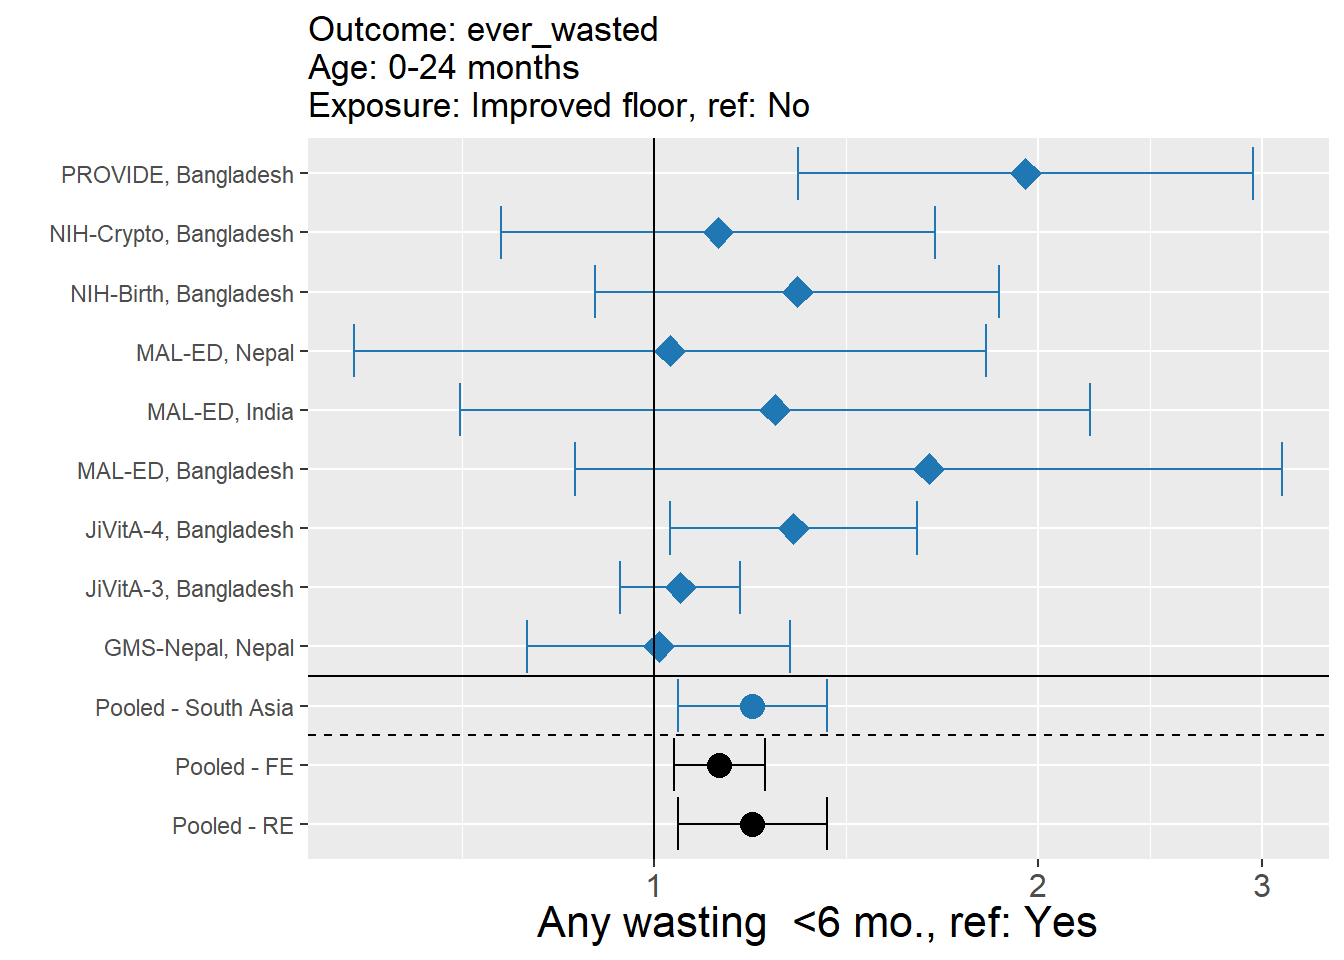 Outcome: ever_wasted
Age: 0-24 months
Exposure: Improved floor, ref: No
PROVIDE, Bangladesh
NIH-Crypto, Bangladesh
NIH-Birth, Bangladesh
MAL-ED, Nepal
MAL-ED, India
MAL-ED, Bangladesh
JiVitA-4, Bangladesh
JiVitA-3, Bangladesh
GMS-Nepal, Nepal
Pooled - South Asia
Pooled - FE
Pooled - RE
1 2 3
Any wasting  <6 mo., ref: Yes